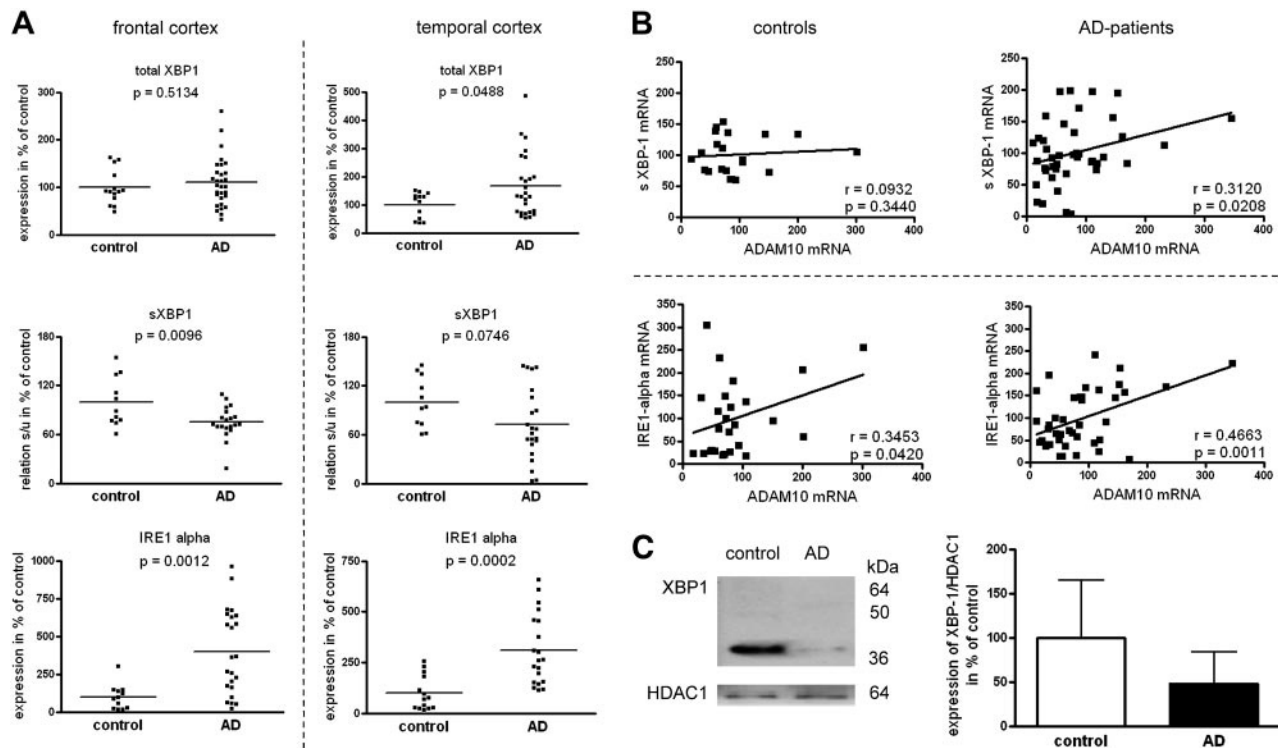 A
frontal cortex
temporal cortex
total XBP1
p = 0.5134
expression in % of control
300
200
100
0
control
AD
total XBP1
p = 0.0488
expression in % of control
500
400
300
200
100
0
control
AD
sXBP1
p = 0.0096
relation s/u in % of control
180
120
60
0
control
AD
sXBP1
p = 0.0746
relation s/u in % of control
180
120
60
0
control
AD
IRE1 alpha
p = 0.0012
expression in % of control
1000
750
500
250
0
control
AD
IRE1 alpha
p = 0.0002
expression in % of control
750
500
250
0
control
AD
B
controls
AD-patients
s XBP-1 mRNA
250
200
150
100
50
0
r = 0.0932
p = 0.3440
0 100 200 300 400
ADAM10 mRNA
s XBP-1 mRNA
250
200
150
100
50
0
r = 0.3120
p = 0.0208
0 100 200 300 400
ADAM10 mRNA
IRE1-alpha mRNA
350
300
250
200
150
100
50
0
r = 0.3453
p = 0.0420
0 100 200 300 400
ADAM10 mRNA
IRE1-alpha mRNA
350
300
250
200
150
100
50
0
r = 0.4663
p = 0.0011
0 100 200 300 400
ADAM10 mRNA
C
control AD kDa
XBP1
64
50
36
HDAC1 64
expression of XBP-1/HDAC1
in % of control
200
150
100
50
0
control
AD